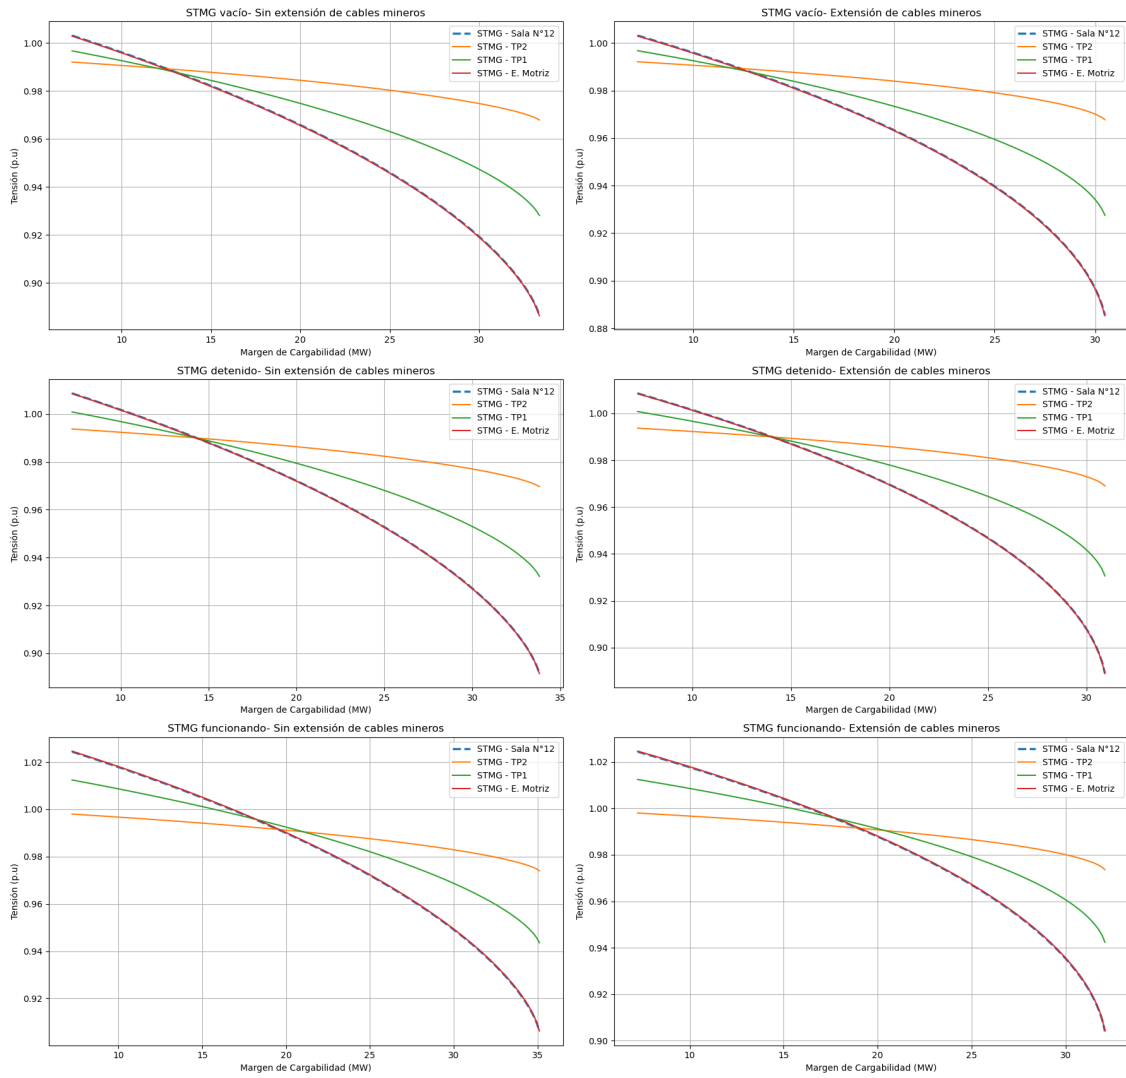 STMG vacío- Sin extensión de cables mineros
STMG - Sala N°12
STMG - TP2
STMG - TP1
STMG - E. Motriz
Tensión (p.u)
1.00
0.98
0.96
0.94
0.92
0.90
10 15 20 25 30
Margen de Cargabilidad (MW)
STMG vacío- Extensión de cables mineros
STMG - Sala N°12
STMG - TP2
STMG - TP1
STMG - E. Motriz
Tensión (p.u)
1.00
0.98
0.96
0.94
0.92
0.90
0.88
10 15 20 25 30
Margen de Cargabilidad (MW)
STMG detenido- Sin extensión de cables mineros
STMG - Sala N°12
STMG - TP2
STMG - TP1
STMG - E. Motriz
Tensión (p.u)
1.00
0.98
0.96
0.94
0.92
0.90
10 15 20 25 30 35
Margen de Cargabilidad (MW)
STMG detenido- Extensión de cables mineros
STMG - Sala N°12
STMG - TP2
STMG - TP1
STMG - E. Motriz
Tensión (p.u)
1.00
0.98
0.96
0.94
0.92
0.90
10 15 20 25 30
Margen de Cargabilidad (MW)
STMG funcionando- Sin extensión de cables mineros
STMG - Sala N°12
STMG - TP2
STMG - TP1
STMG - E. Motriz
Tensión (p.u)
1.02
1.00
0.98
0.96
0.94
0.92
10 15 20 25 30 35
Margen de Cargabilidad (MW)
STMG funcionando- Extensión de cables mineros
STMG - Sala N°12
STMG - TP2
STMG - TP1
STMG - E. Motriz
Tensión (p.u)
1.02
1.00
0.98
0.96
0.94
0.92
0.90
10 15 20 25 30
Margen de Cargabilidad (MW)